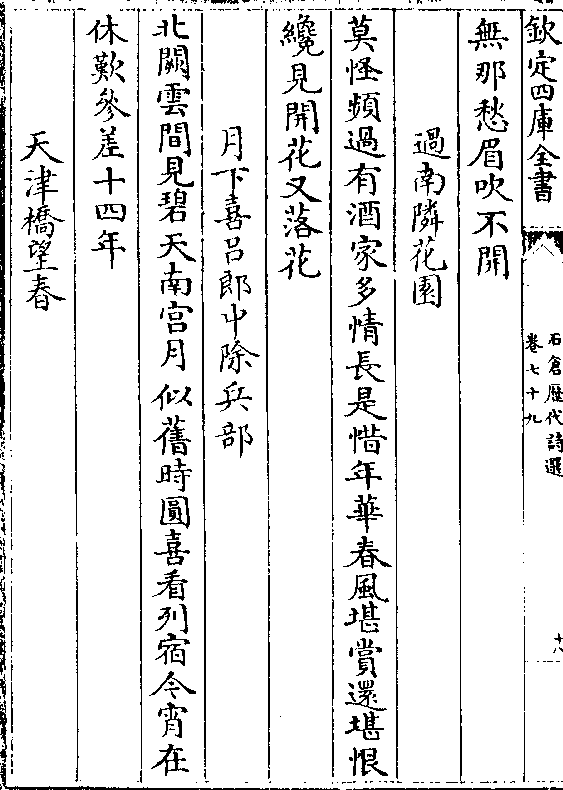 欽定四庫全書
石倉歴代詩選
卷七十九
十八
無那愁眉吹不開
過南隣花園
莫怪頻過有酒家多情長是惜年華春風堪賞還堪恨
纔見開花又落花
月下喜吕郎中除兵部
北闕雲間見碧天南宫月似舊時圓喜看列宿今宵在
休歎參差十四年
天津橋望春